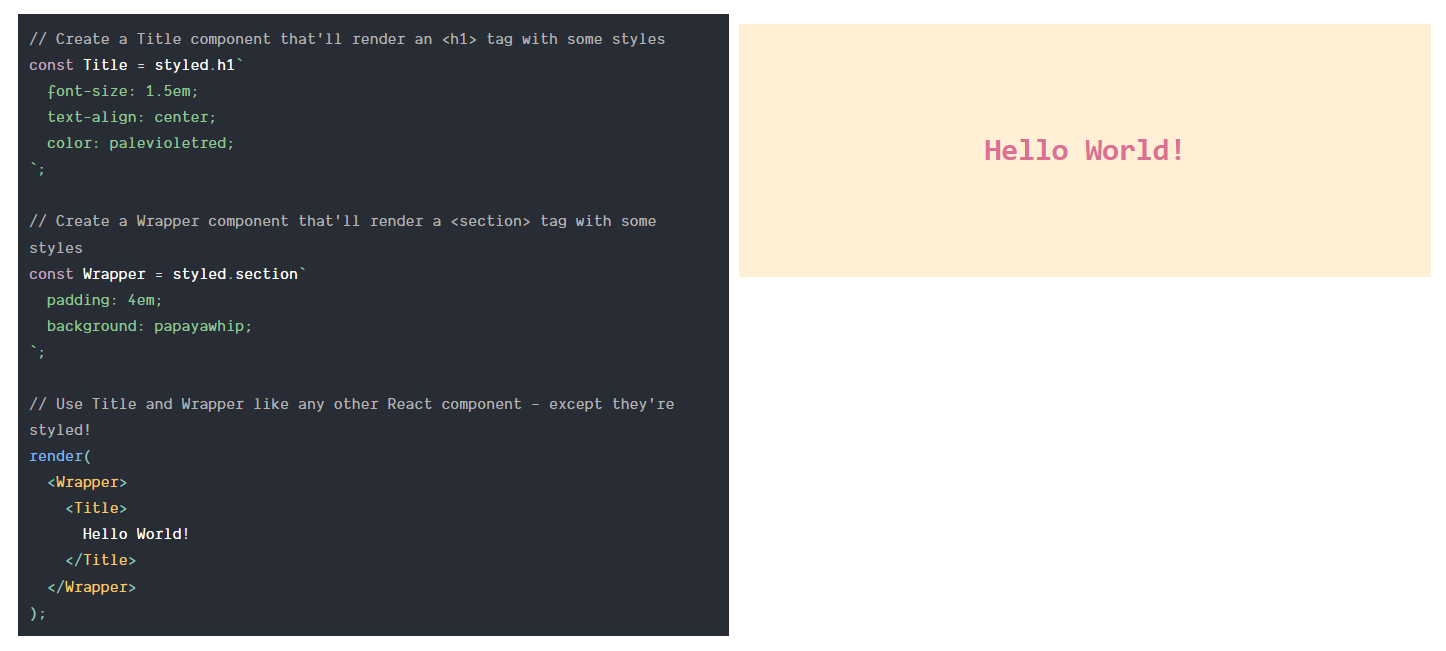 // Create a Title component that'll render an <h1> tag with some styles
const Title = styled.h1`
  font-size: 1.5em;
  text-align: center;
  color: palevioletred;
`;

// Create a Wrapper component that'll render a <section> tag with some
styles
const Wrapper = styled.section`
  padding: 4em;
  background: papayawhip;
`;

// Use Title and Wrapper like any other React component – except they're
styled!
render(
  <Wrapper>
    <Title>
      Hello World!
    </Title>
  </Wrapper>
);
Hello World!